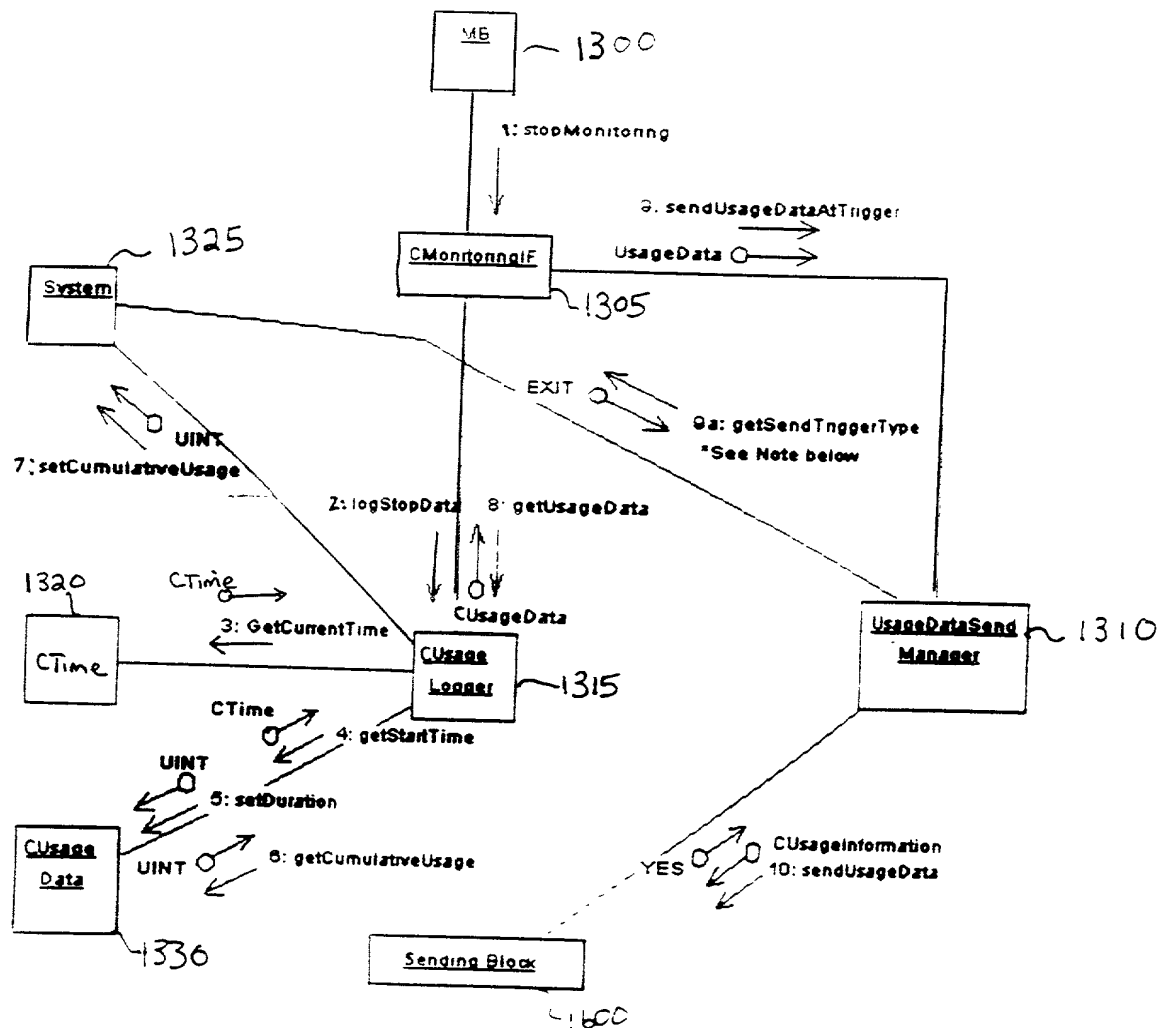 MB
1300
1: stopMonitoring
9. sendUsageDataAtTrigger
UsageData
1325
System
CMonitoringIF
1305
EXIT
9a: getSendTriggerType
*See Note below
UINT
7: setCumulativeUsage
2: logStopData
8: getUsageData
CUsageData
1320
CTime
3: GetCurrentTime
CTime
CUsage
Logger
1315
UsageDataSend
Manager
1310
CTime
4: getStartTime
UINT
5: setDuration
CUsage
Data
UINT
6: getCumulativeUsage
1330
YES
CUsageInformation
10: sendUsageData
Sending Block
1600